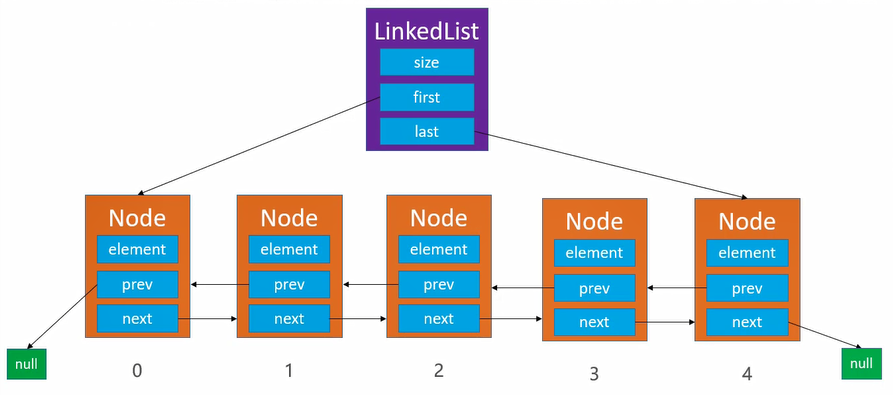 LinkedList
size
first
last
Node
element
prev
next
0
Node
element
prev
next
1
Node
element
prev
next
2
Node
element
prev
next
3
Node
element
prev
next
4
null
null